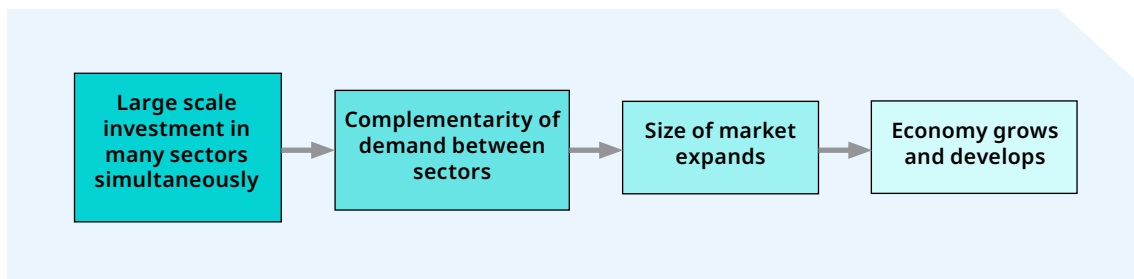 Large scale
investment in
many sectors
simultaneously
Complementarity of
demand between
sectors
Size of market
expands
Economy grows
and develops